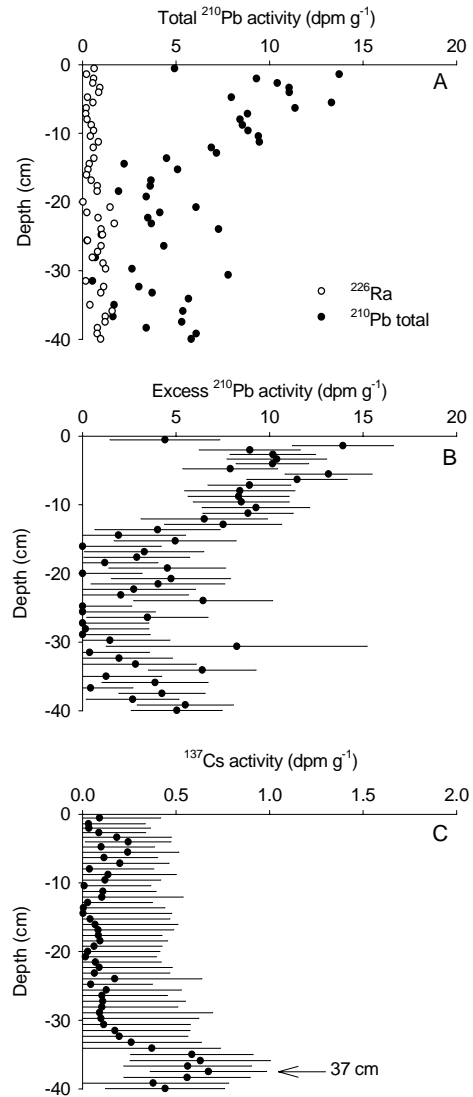 Total ²¹⁰Pb activity (dpm g⁻¹)
0 5 10 15 20
A
0
-10
-20
-30
-40
Depth (cm)
²²⁶Ra
²¹⁰Pb total
Excess ²¹⁰Pb activity (dpm g⁻¹)
0 5 10 15 20
B
0
-10
-20
-30
-40
Depth (cm)
¹³⁷Cs activity (dpm g⁻¹)
0.0 0.5 1.0 1.5 2.0
C
0
-10
-20
-30
-40
Depth (cm)
37 cm